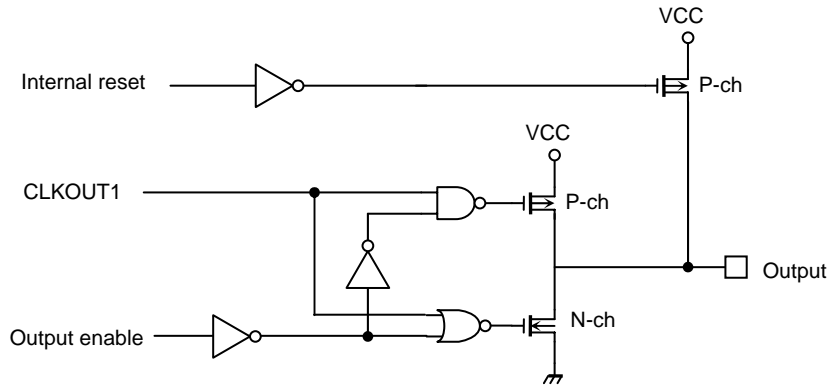 VCC
Internal reset
P-ch
VCC
CLKOUT1
P-ch
Output
N-ch
Output enable